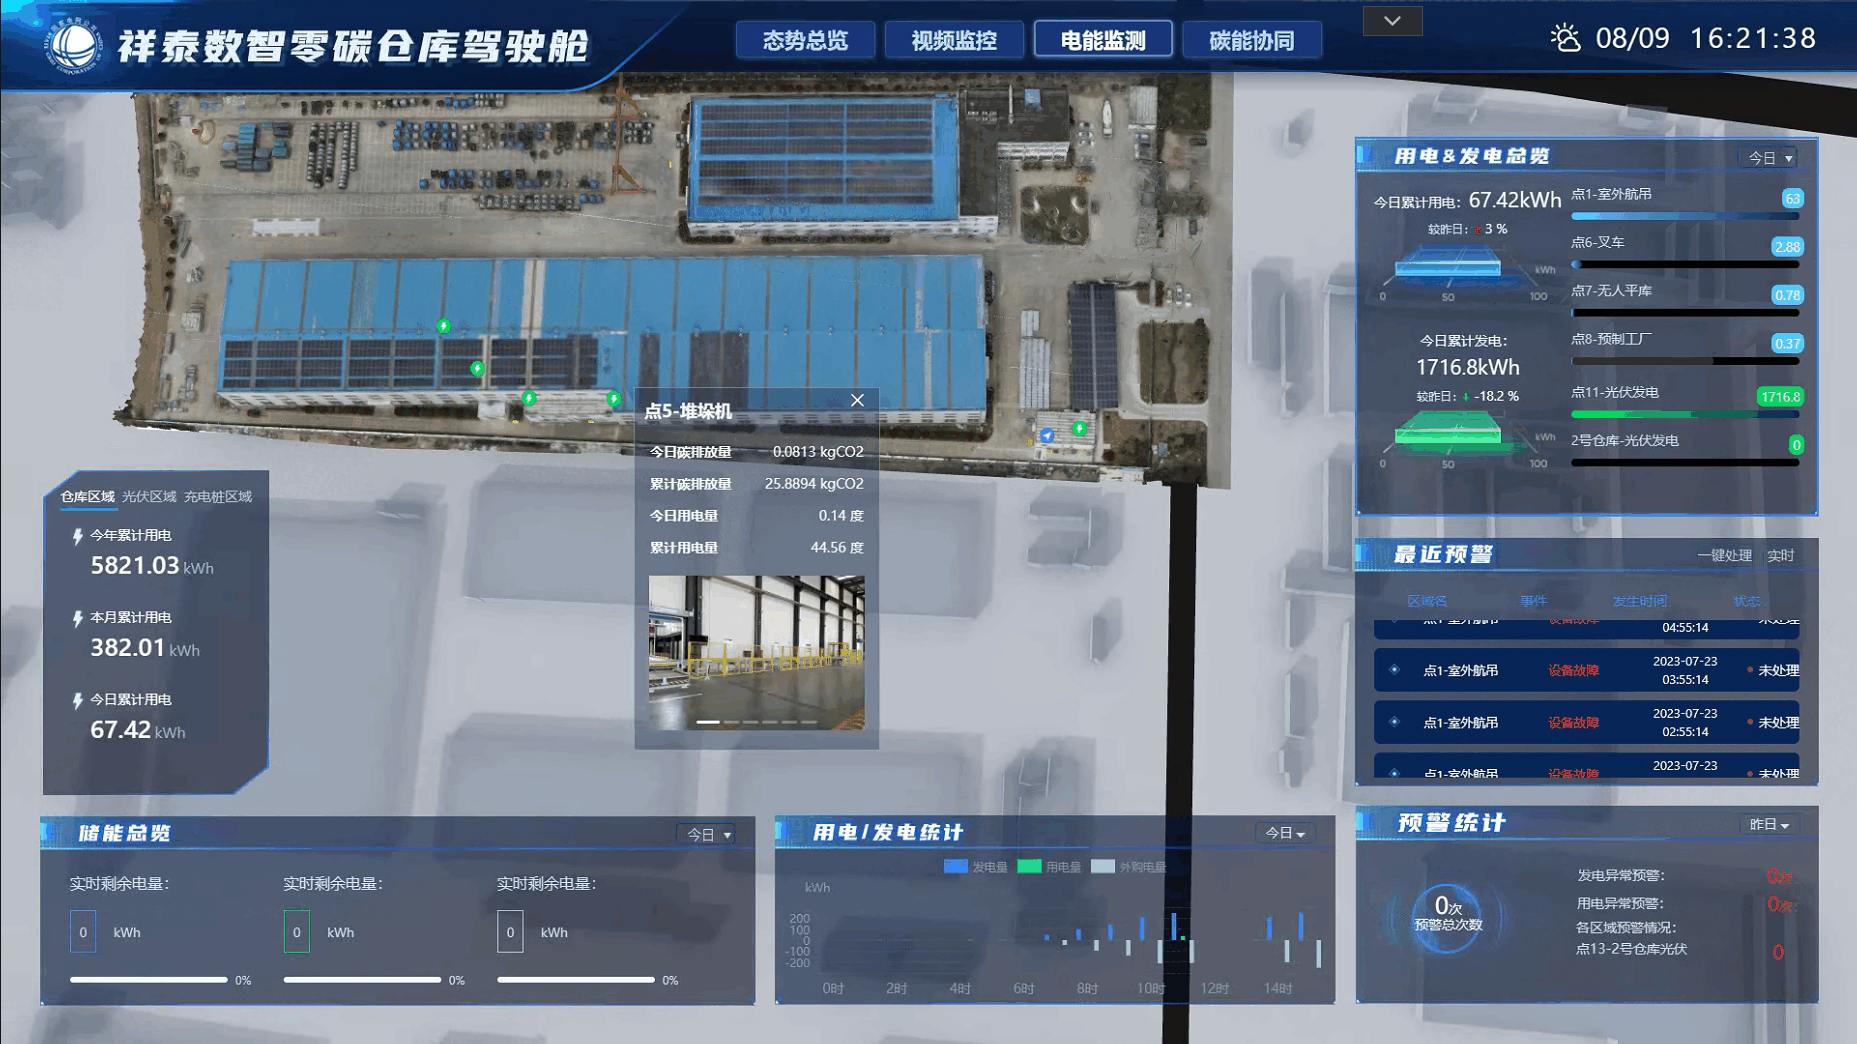 祥泰数智零碳仓库驾驶舱
态势总览
视频监控
电能监测
碳能协同
08/09 16:21:38
用电&发电总览
今日
今日累计用电: 67.42kWh
较昨日: 3 %
kWh
0 50 100
今日累计发电:
1716.8kWh
较昨日: -18.2 %
kWh
0 50 100
点1-室外航吊 63
点6-叉车 2.88
点7-无人平库 0.78
点8-预制工厂 0.37
点11-光伏发电 1716.8
2号仓库-光伏发电 0
点5-堆垛机
今日碳排放量 0.0813 kgCO2
累计碳排放量 25.8894 kgCO2
今日用电量 0.14 度
累计用电量 44.56 度
仓库区域 光伏区域 充电桩区域
今年累计用电
5821.03 kWh
本月累计用电
382.01 kWh
今日累计用电
67.42 kWh
最近预警
一键处理 实时
区域名 事件 发生时间 状态
点1-室外航吊 设备故障 04:55:14 未处理
点1-室外航吊 设备故障 2023-07-23 03:55:14 未处理
点1-室外航吊 设备故障 2023-07-23 02:55:14 未处理
点1-室外航吊 设备故障 2023-07-23 未处理
储能总览
今日
实时剩余电量:
0 kWh
0%
实时剩余电量:
0 kWh
0%
实时剩余电量:
0 kWh
0%
用电/发电统计
今日
发电量 用电量 外购电量
kWh
200
100
0
-100
-200
0时 2时 4时 6时 8时 10时 12时 14时
预警统计
昨日
0次
预警总次数
发电异常预警: 0次
用电异常预警: 0次
各区域预警情况:
点13-2号仓库光伏 0